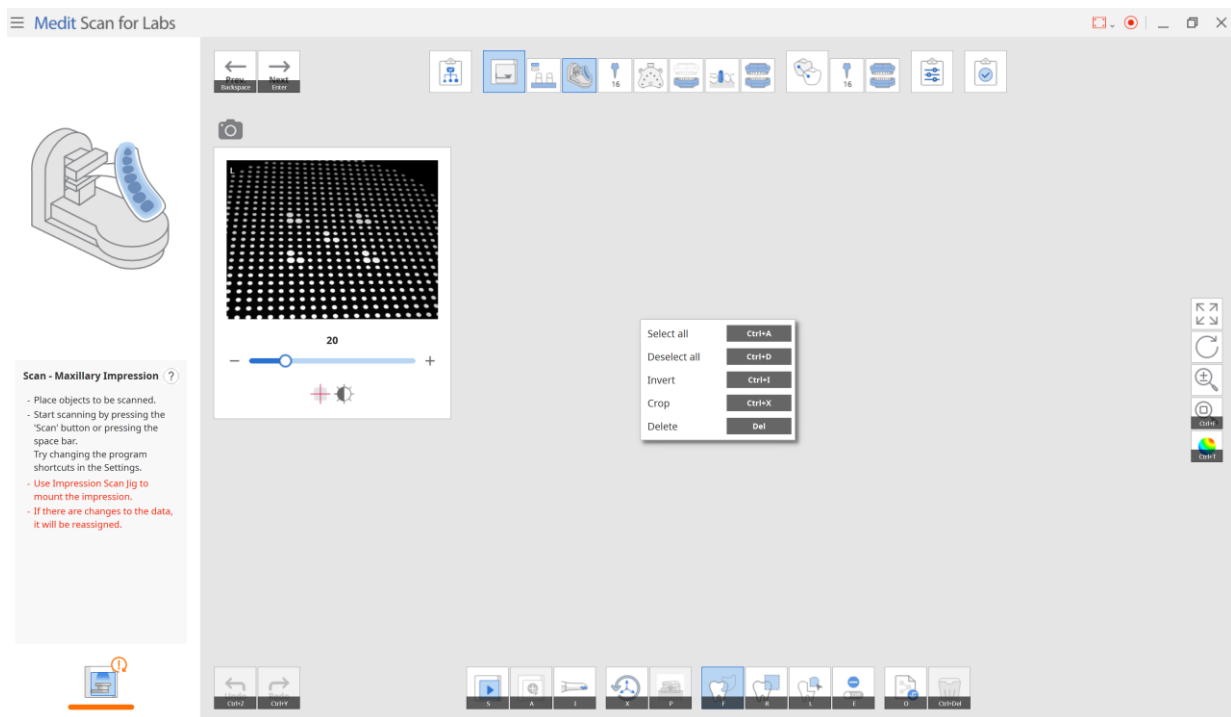 Medit Scan for Labs
Prev.
Backspace
Next
Enter
16
16
L
20
Select all Ctrl+A
Deselect all Ctrl+D
Invert Ctrl+I
Crop Ctrl+X
Delete Del
Ctrl+F
Ctrl+T
Scan - Maxillary Impression ?
- Place objects to be scanned.
- Start scanning by pressing the
'Scan' button or pressing the
space bar.
Try changing the program
shortcuts in the Settings.
- Use Impression Scan Jig to
mount the impression.
- If there are changes to the data,
it will be reassigned.
Undo
Ctrl+Z
Redo
Ctrl+Y
S
A
I
X
P
F
R
L
E
O
Ctrl+Del